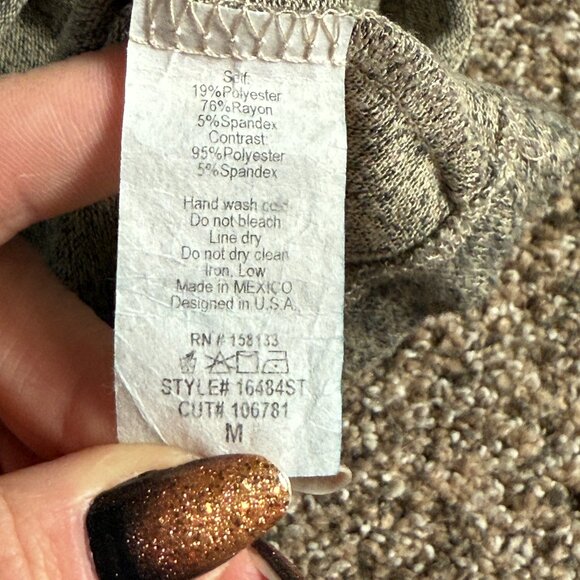 Self:
19%Polyester
76%Rayon
5%Spandex
Contrast:
95%Polyester
5%Spandex
Hand wash cold
Do not bleach
Line dry
Do not dry clean
Iron, Low
Made in MEXICO
Designed in U.S.A.
RN # 158133
STYLE# 16484ST
CUT# 106781
M